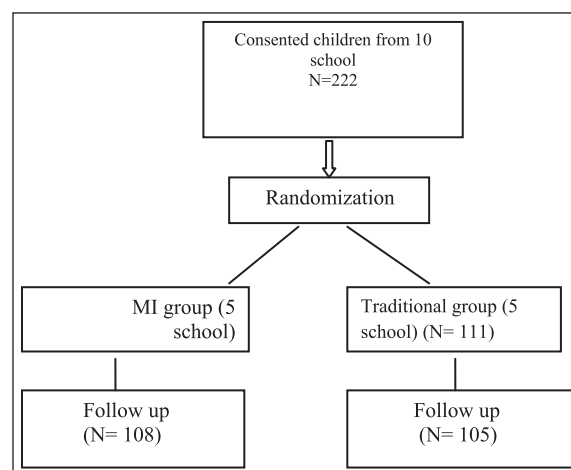 Consented children from 10
school
N=222
Randomization
MI group (5
school)
Traditional group (5
school) (N= 111)
Follow up
(N= 108)
Follow up
(N= 105)